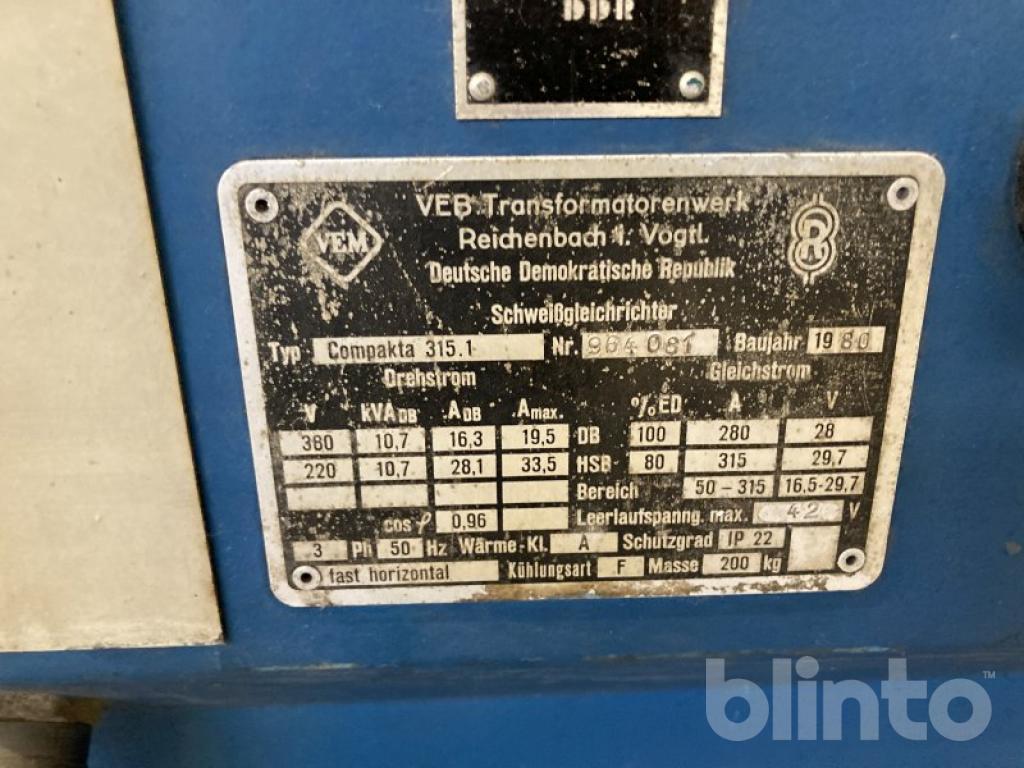 DDR
VEB Transformatorenwerk
VEM
R
Reichenbach i. Vogtl.
Deutsche Demokratische Republik
Schweißgleichrichter
Typ Compakta 315.1 Nr. 964081 Baujahr 1980
Drehstrom Gleichstrom
V kVA DB A DB A max. % ED A V
380 10,7 16,3 19,5 DB 100 280 28
220 10,7 28,1 33,5 HSB 80 315 29,7
Bereich 50-315 16,5-29,7
cos φ 0,96 Leerlaufspanng. max. 42 V
3 Ph 50 Hz Wärme-Kl. A Schutzgrad IP 22
fast horizontal Kühlungsart F Masse 200 kg
blinto™